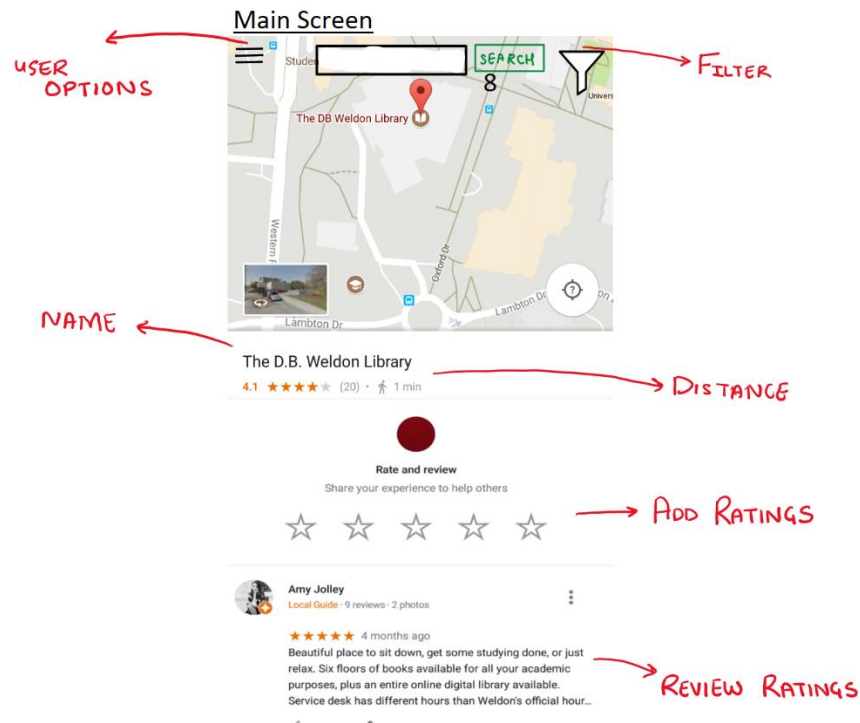 Main Screen
USER
OPTIONS
Studen
SEARCH
8
FILTER
Univers
The DB Weldon Library
Western R
Oxford Dr
Lambton Dr
Lambton Dr
on
NAME
The D.B. Weldon Library
4.1 ★★★★★ (20) · 1 min
DISTANCE
Rate and review
Share your experience to help others
ADD RATINGS
Amy Jolley
Local Guide · 9 reviews · 2 photos
★★★★★ 4 months ago
Beautiful place to sit down, get some studying done, or just
relax. Six floors of books available for all your academic
purposes, plus an entire online digital library available.
Service desk has different hours than Weldon's official hour...
REVIEW RATINGS